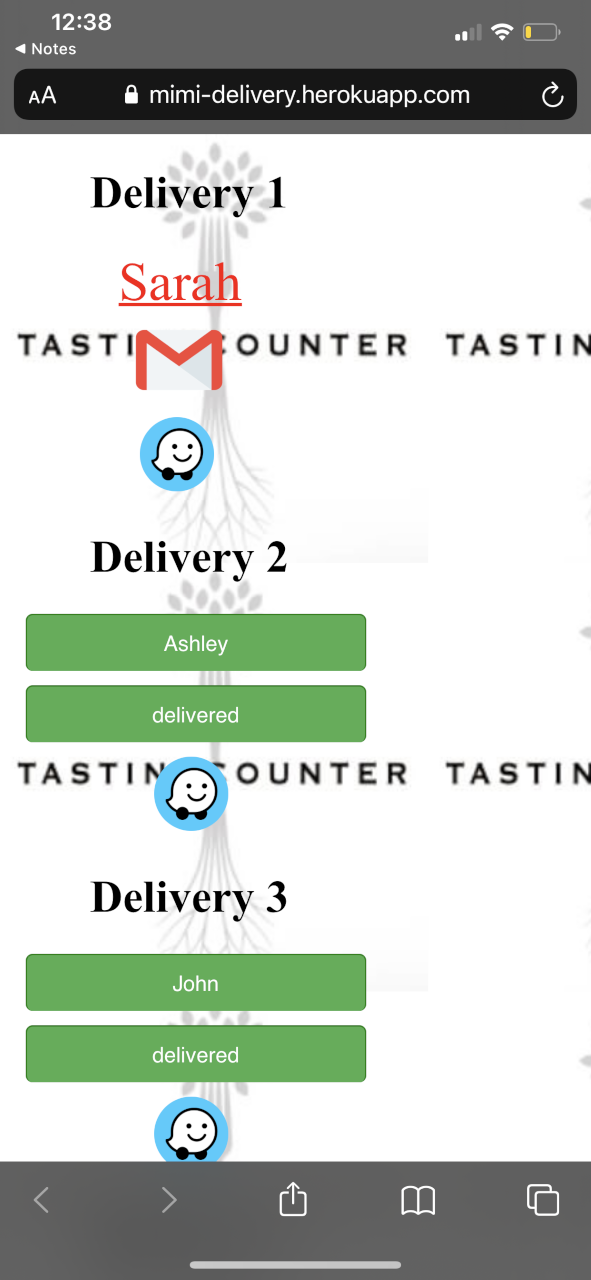 12:38
◀ Notes
AA mimi-delivery.herokuapp.com
Delivery 1
Sarah
TASTI COUNTER TASTIN
Delivery 2
Ashley
delivered
TASTIN COUNTER TASTIN
Delivery 3
John
delivered